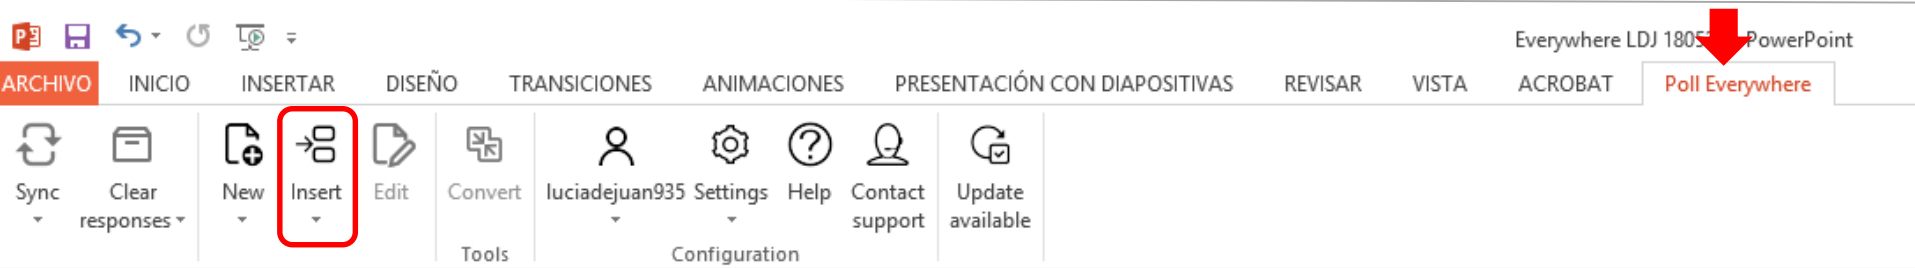 Everywhere LDJ 1805 PowerPoint
ARCHIVO INICIO INSERTAR DISEÑO TRANSICIONES ANIMACIONES PRESENTACIÓN CON DIAPOSITIVAS REVISAR VISTA ACROBAT Poll Everywhere
Sync Clear responses New Insert Edit Convert luciadejuan935 Settings Help Contact support Update available
Tools Configuration